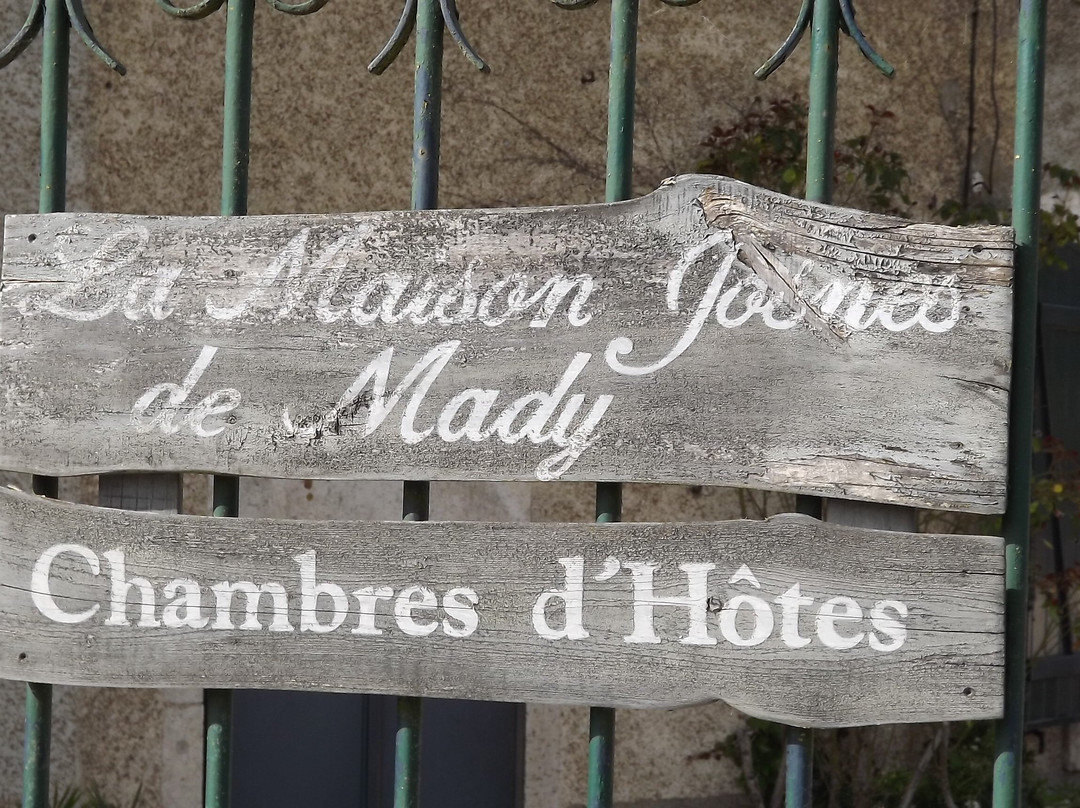 La Maison
de Mady
Chambres d'Hôtes